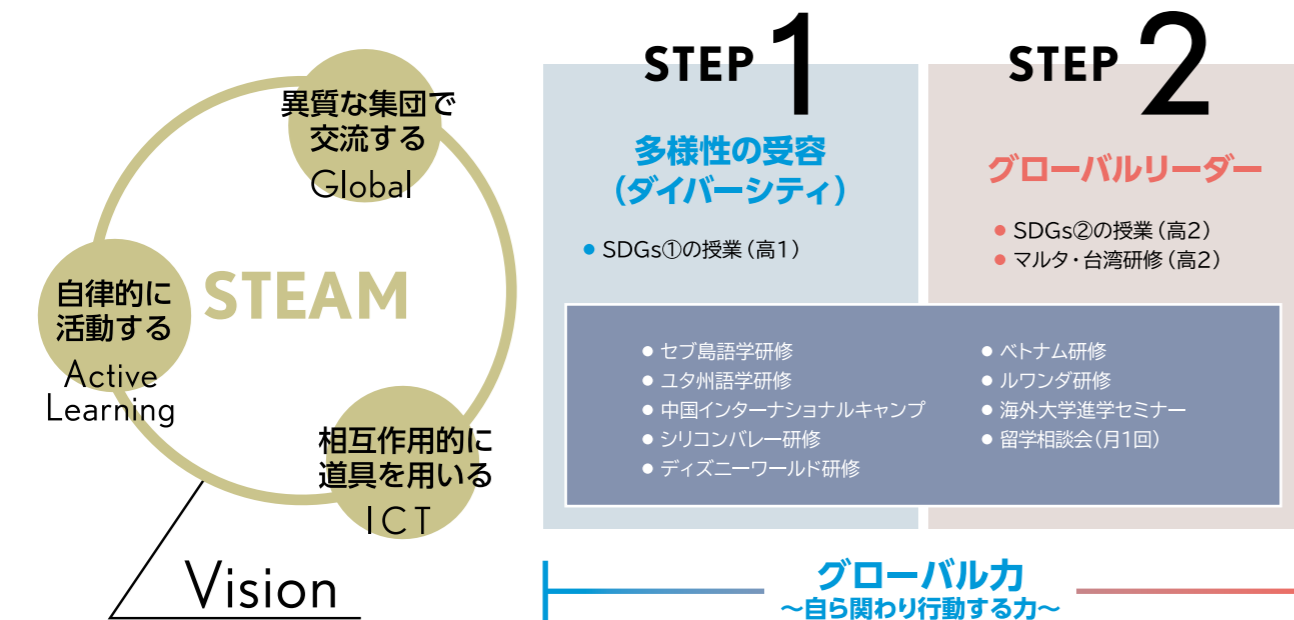 異質な集団で
交流する
Global
STEAM
自律的に
活動する
Active
Learning
相互作用的に
道具を用いる
ICT
Vision
STEP 1
多様性の受容
(ダイバーシティ)
● SDGs①の授業(高1)
STEP 2
グローバルリーダー
● SDGs②の授業(高2)
● マルタ・台湾研修(高2)
● セブ島語学研修
● ユタ州語学研修
● 中国インターナショナルキャンプ
● シリコンバレー研修
● ディズニーワールド研修
● ベトナム研修
● ルワンダ研修
● 海外大学進学セミナー
● 留学相談会(月1回)
グローバル力
~自ら関わり行動する力~